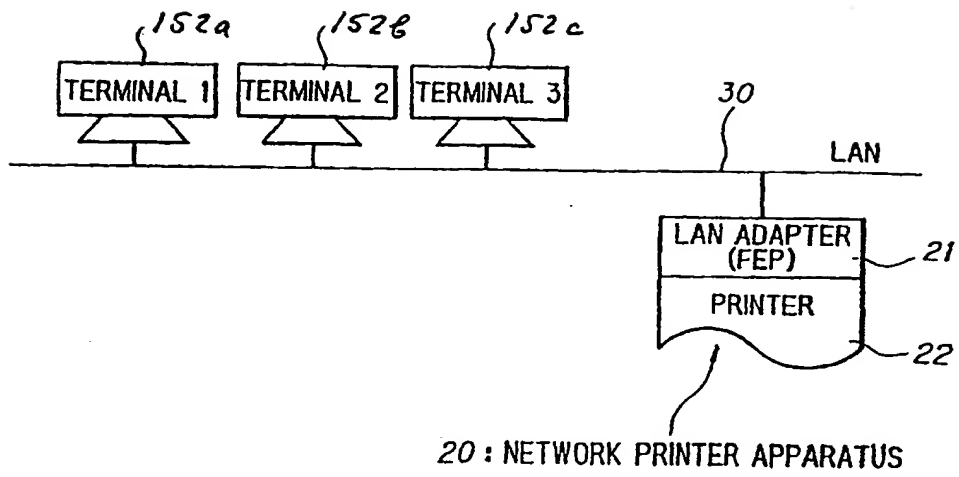 152a 152b 152c
TERMINAL 1 TERMINAL 2 TERMINAL 3
30
LAN
LAN ADAPTER
(FEP)
21
PRINTER
22
20 : NETWORK PRINTER APPARATUS